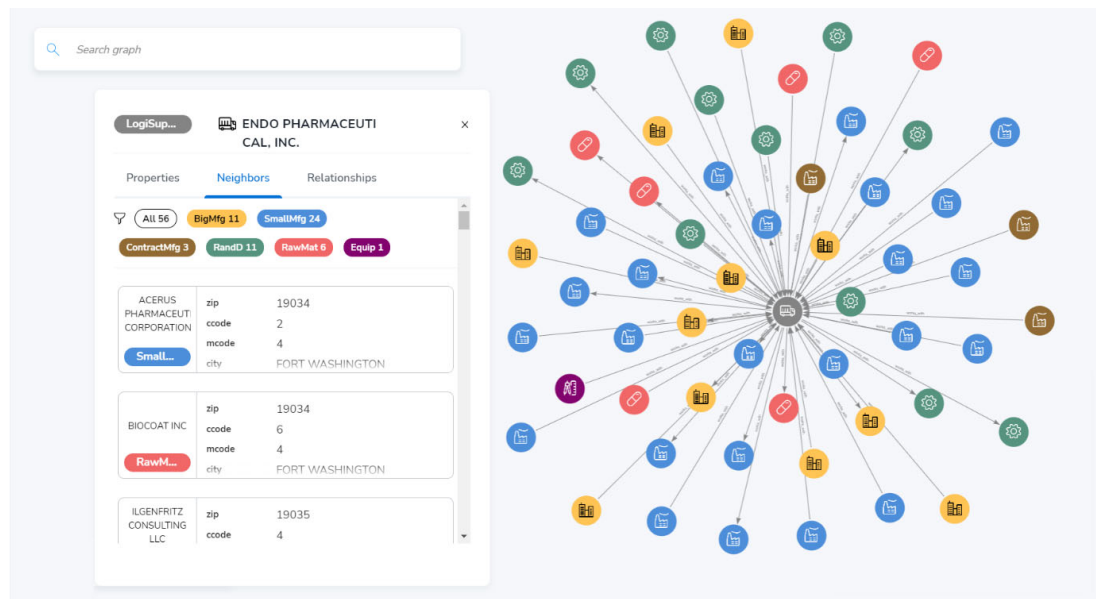 Search graph
LogiSup...
ENDO PHARMACEUTI
CAL, INC.
×
Properties Neighbors Relationships
All 56 BigMfg 11 SmallMfg 24
ContractMfg 3 RandD 11 RawMat 6 Equip 1
ACERUS
PHARMACEUTI
CORPORATION
Small...
zip 19034
ccode 2
mcode 4
city FORT WASHINGTON
BIOCOAT INC
RawM...
zip 19034
ccode 6
mcode 4
city FORT WASHINGTON
ILGENFRITZ
CONSULTING
LLC
zip 19035
ccode 4